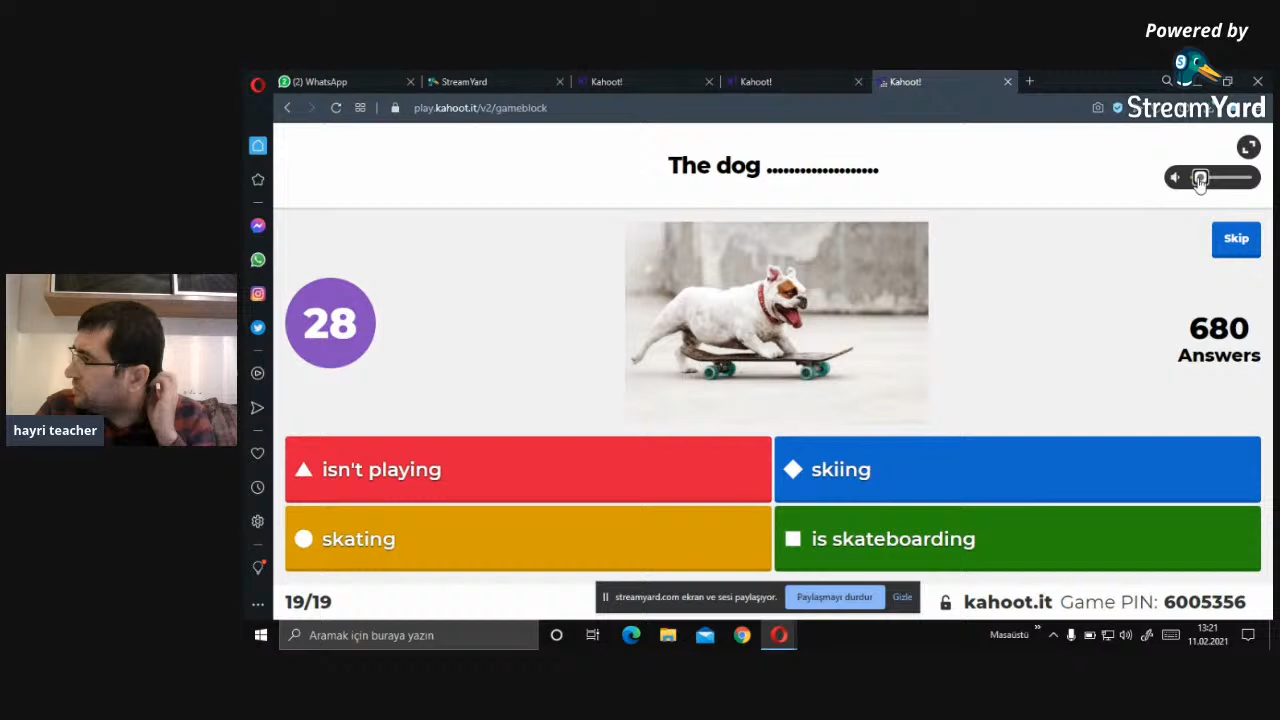 Powered by
StreamYard
(2) WhatsApp
StreamYard
Kahoot!
Kahoot!
Kahoot!
play.kahoot.it/v2/gameblock
The dog ....................
Skip
28
680
Answers
hayri teacher
isn't playing
skiing
skating
is skateboarding
19/19
streamyard.com ekran ve sesi paylaşıyor.
Paylaşmayı durdur
Gizle
kahoot.it Game PIN: 6005356
Aramak için buraya yazın
Masaüstü
13:21
11.02.2021